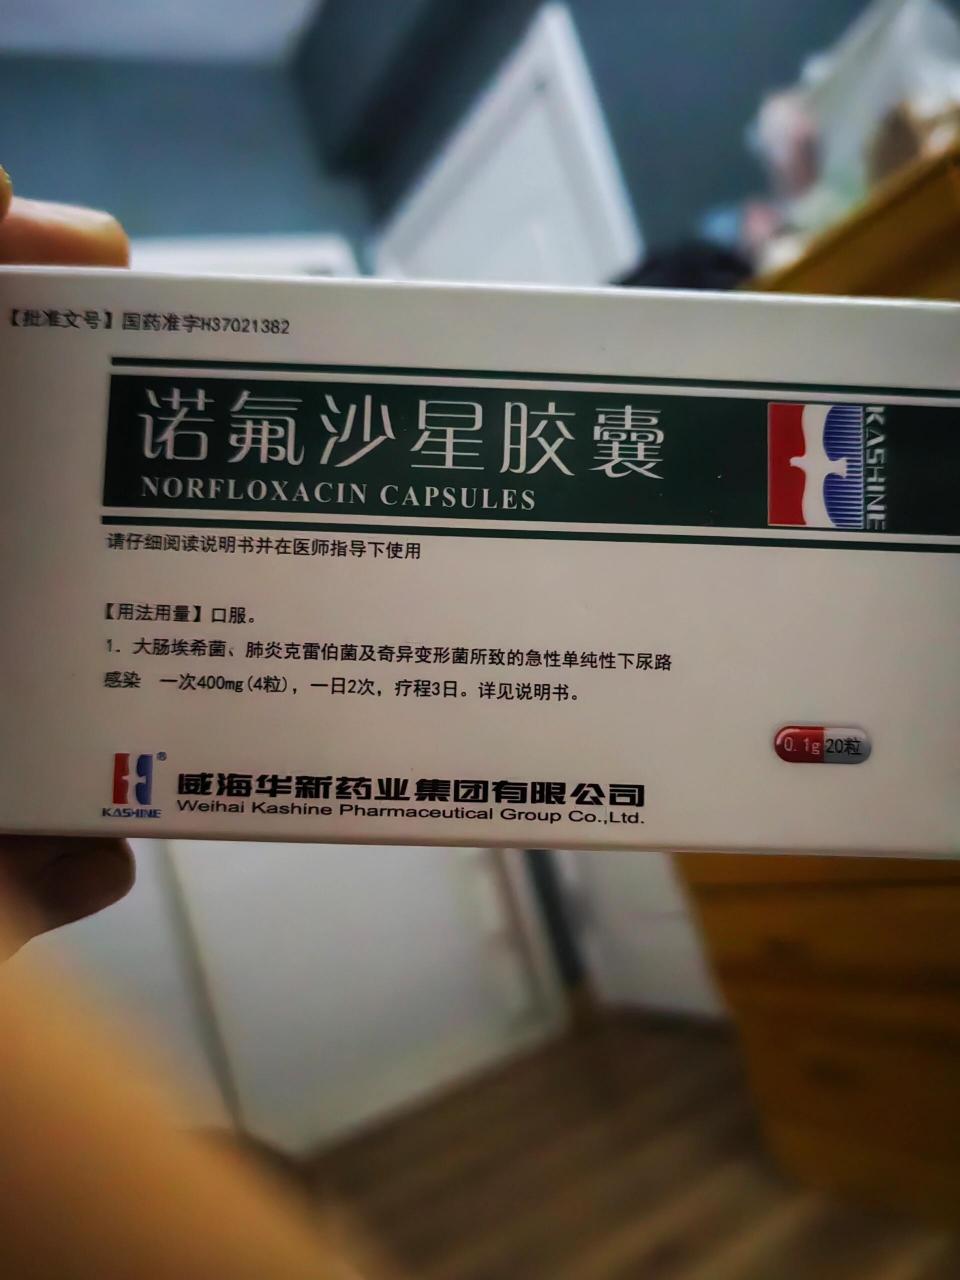 【批准文号】国药准字H37021382
诺氟沙星胶囊
NORFLOXACIN CAPSULES
KASHINE
请仔细阅读说明书并在医师指导下使用
【用法用量】口服。
1. 大肠埃希菌、肺炎克雷伯菌及奇异变形菌所致的急性单纯性下尿路
感染 一次400mg(4粒)，一日2次，疗程3日。详见说明书。
0.1g 20粒
®
KASHINE
威海华新药业集团有限公司
Weihai Kashine Pharmaceutical Group Co.,Ltd.